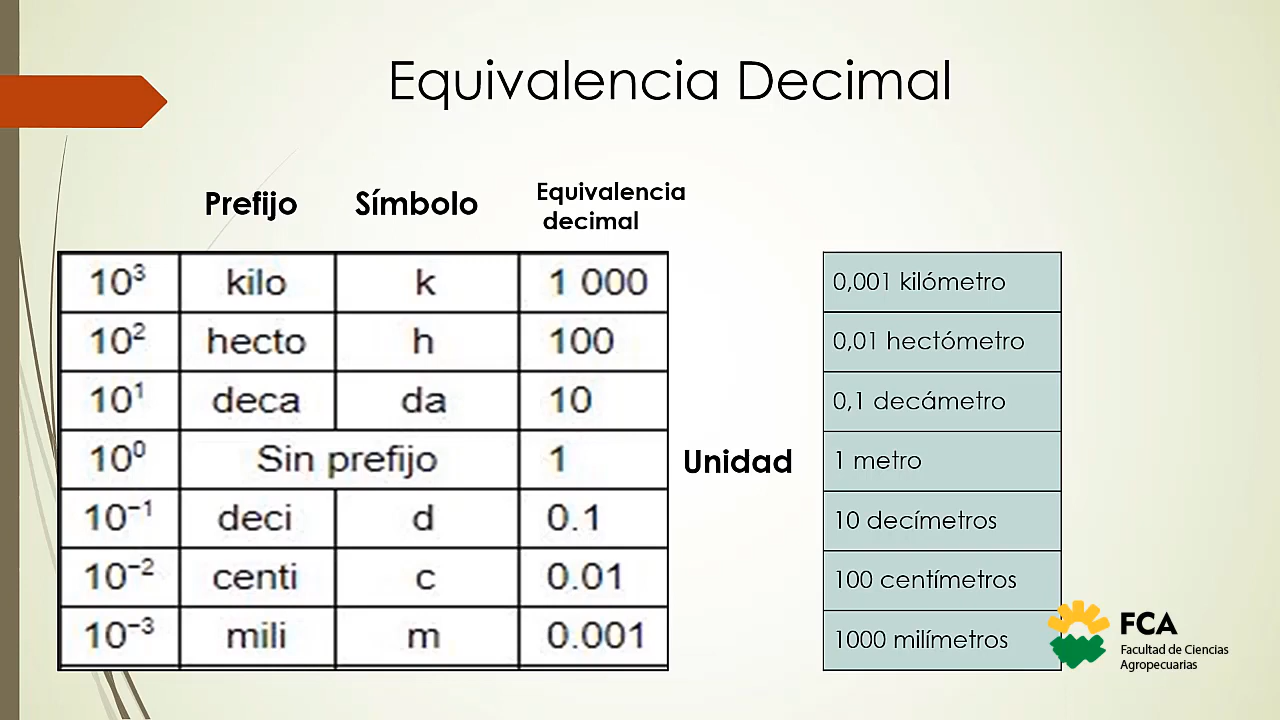 Equivalencia Decimal
Prefijo Símbolo Equivalencia
decimal
10³ kilo k 1 000
10² hecto h 100
10¹ deca da 10
10⁰ Sin prefijo 1 Unidad
10⁻¹ deci d 0.1
10⁻² centi c 0.01
10⁻³ mili m 0.001
0,001 kilómetro
0,01 hectómetro
0,1 decámetro
1 metro
10 decímetros
100 centímetros
1000 milímetros
FCA
Facultad de Ciencias
Agropecuarias